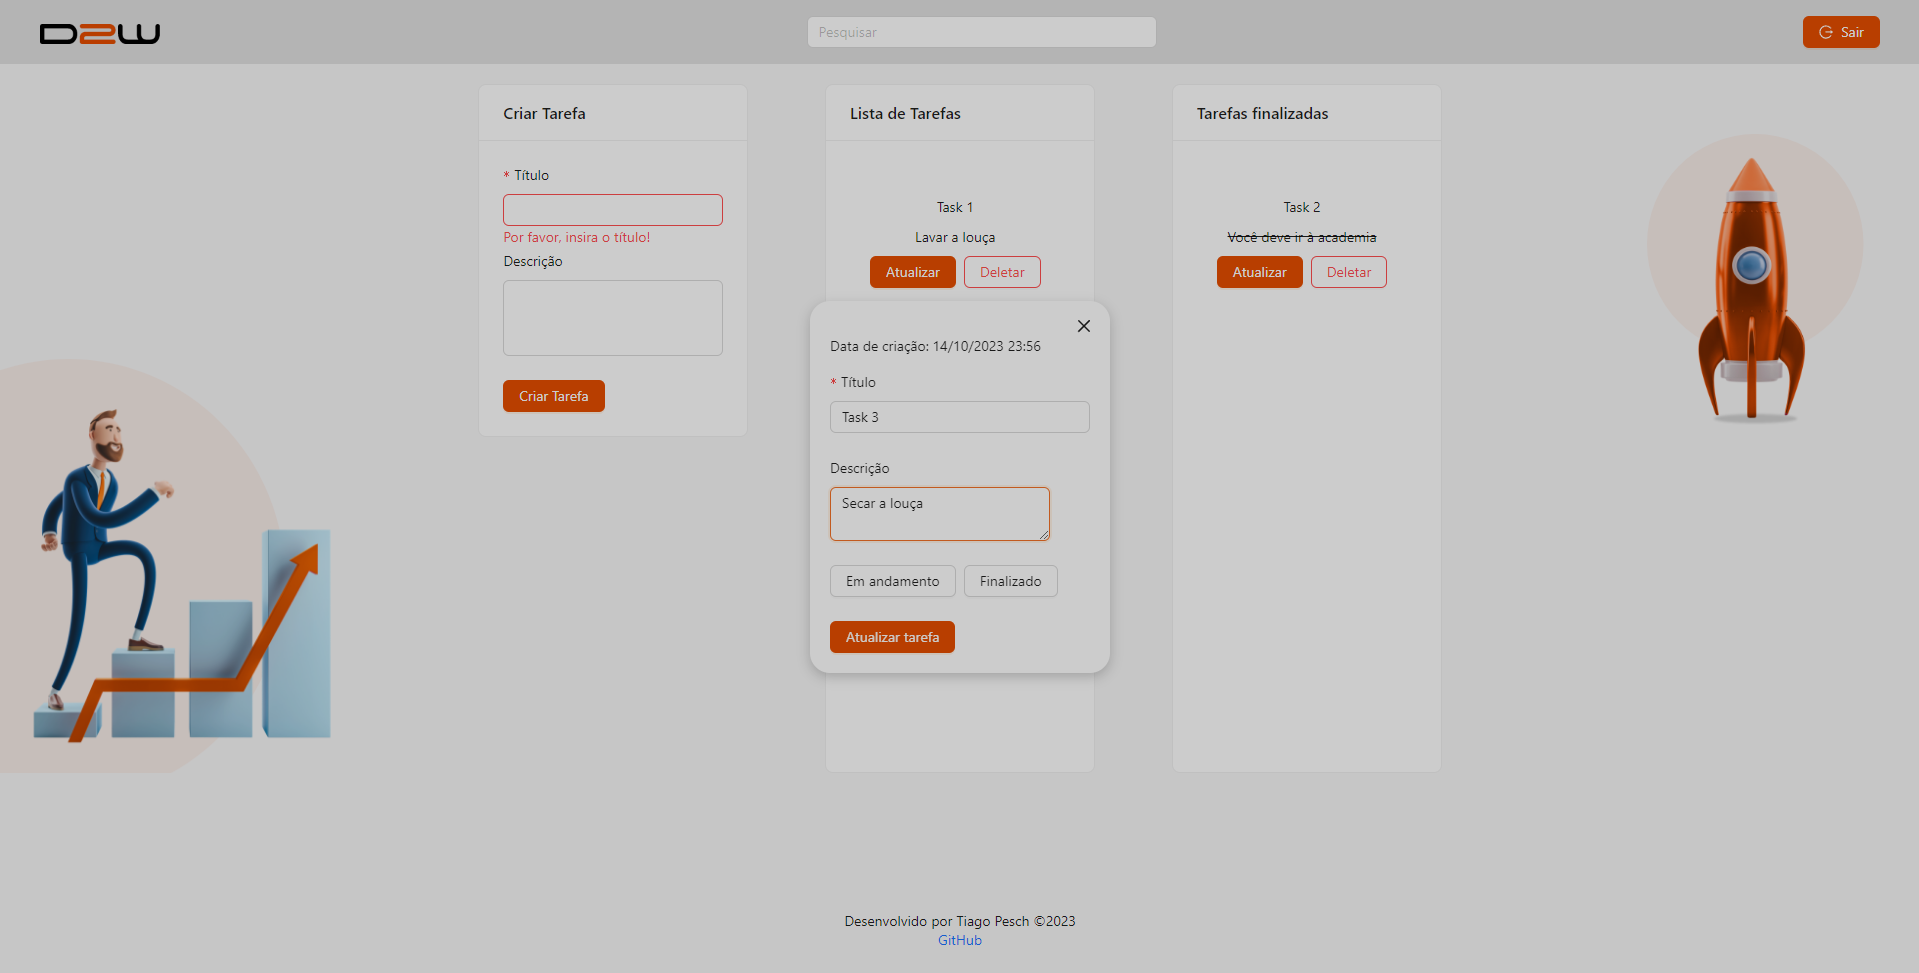 D2W
Pesquisar
Sair
Criar Tarefa
* Título
Por favor, insira o título!
Descrição
Criar Tarefa
Lista de Tarefas
Task 1
Lavar a louça
Atualizar Deletar
Tarefas finalizadas
Task 2
Você deve ir à academia
Atualizar Deletar
Data de criação: 14/10/2023 23:56
* Título
Task 3
Descrição
Secar a louça
Em andamento Finalizado
Atualizar tarefa
Desenvolvido por Tiago Pesch ©2023
GitHub